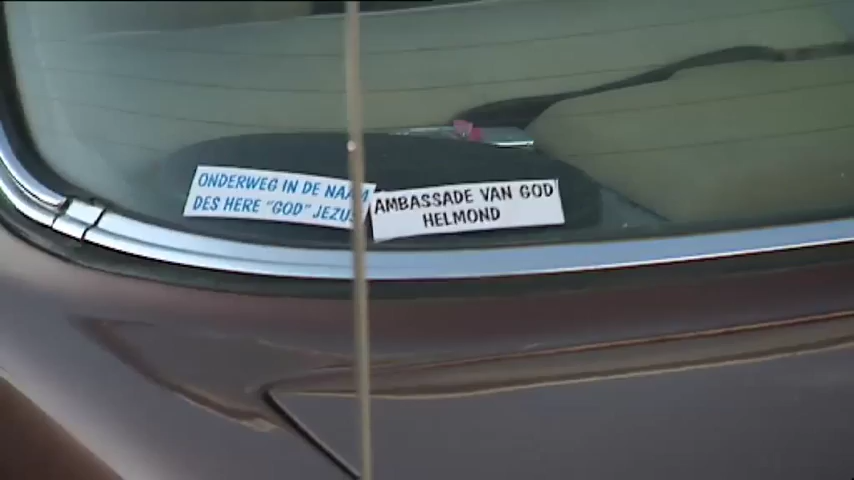 ONDERWEG IN DE NAAM
DES HERE "GOD" JEZUS
AMBASSADE VAN GOD
HELMOND